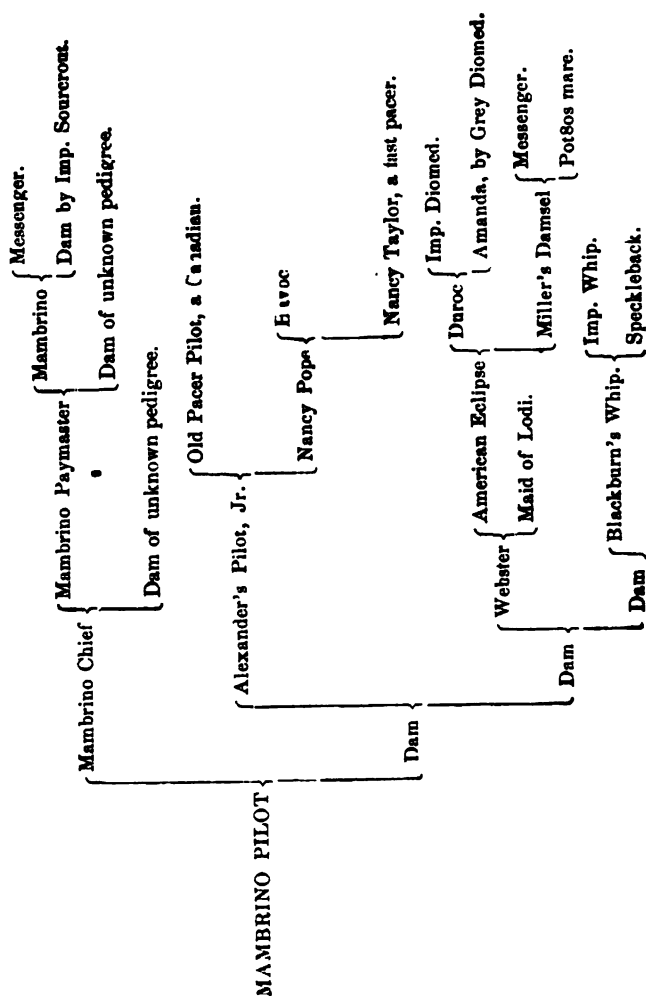 Messenger.
Mambrino
Dam by Imp. Sourcrout.
Mambrino Paymaster
Dam of unknown pedigree.
Mambrino Chief
Dam of unknown pedigree.
Old Pacer Pilot, a Canadian.
Alexander's Pilot, Jr.
Nancy Pope
Nancy Taylor, a fast pacer.
MAMBRINO PILOT
Dam
Imp. Diomed.
Duroc
Amanda, by Grey Diomed.
American Eclipse
Messenger.
Miller's Damsel
Pot8os mare.
Webster
Maid of Lodi.
Dam
Imp. Whip.
Blackburn's Whip.
Speckleback.
Dam